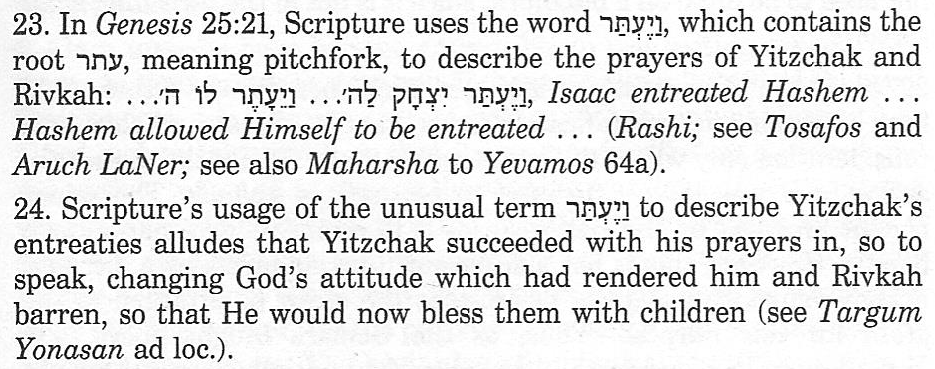 23. In Genesis 25:21, Scripture uses the word וַיֶּעְתַּר, which contains the
root עתר, meaning pitchfork, to describe the prayers of Yitzchak and
Rivkah: וַיֶּעְתַּר יִצְחָק לַה׳... וַיֵּעָתֶר לוֹ ה׳..., Isaac entreated Hashem ...
Hashem allowed Himself to be entreated ... (Rashi; see Tosafos and
Aruch LaNer; see also Maharsha to Yevamos 64a).
24. Scripture’s usage of the unusual term וַיֶּעְתַּר to describe Yitzchak’s
entreaties alludes that Yitzchak succeeded with his prayers in, so to
speak, changing God’s attitude which had rendered him and Rivkah
barren, so that He would now bless them with children (see Targum
Yonasan ad loc.).